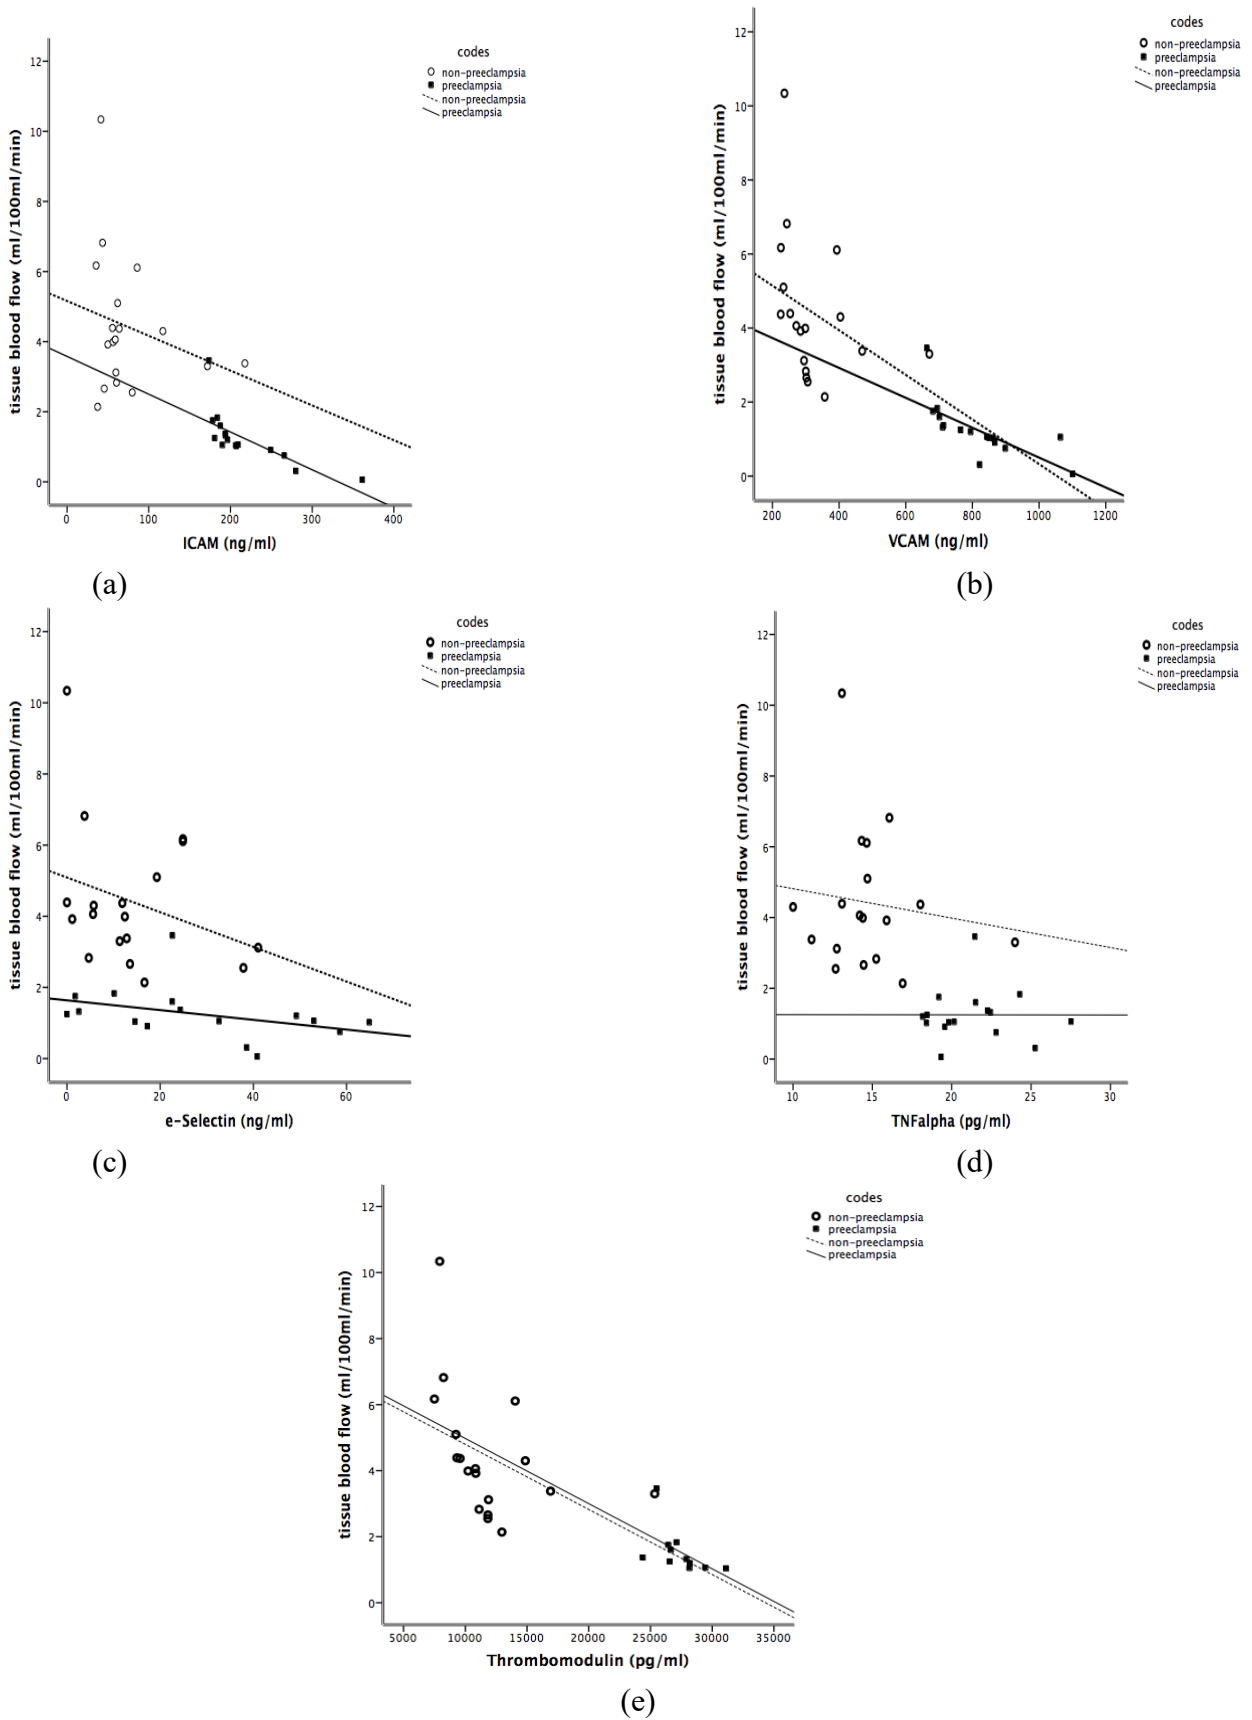 codes
non-preeclampsia
preeclampsia
non-preeclampsia
preeclampsia
tissue blood flow (ml/100ml/min)
12
10
8
6
4
2
0
0 100 200 300 400
ICAM (ng/ml)
(a)
codes
non-preeclampsia
preeclampsia
non-preeclampsia
preeclampsia
tissue blood flow (ml/100ml/min)
12
10
8
6
4
2
0
200 400 600 800 1000 1200
VCAM (ng/ml)
(b)
codes
non-preeclampsia
preeclampsia
non-preeclampsia
preeclampsia
tissue blood flow (ml/100ml/min)
12
10
8
6
4
2
0
0 20 40 60
e-Selectin (ng/ml)
(c)
codes
non-preeclampsia
preeclampsia
non-preeclampsia
preeclampsia
tissue blood flow (ml/100ml/min)
12
10
8
6
4
2
0
10 15 20 25 30
TNFalpha (pg/ml)
(d)
codes
non-preeclampsia
preeclampsia
non-preeclampsia
preeclampsia
tissue blood flow (ml/100ml/min)
12
10
8
6
4
2
0
5000 10000 15000 20000 25000 30000 35000
Thrombomodulin (pg/ml)
(e)